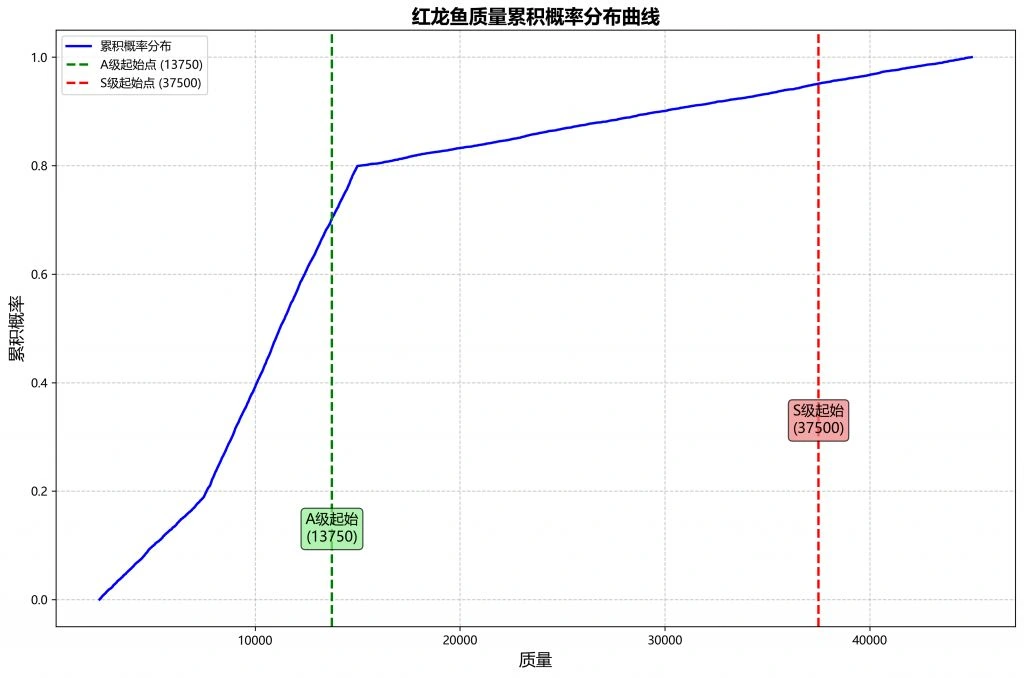 红龙鱼质量累积概率分布曲线
累积概率分布
A级起始点 (13750)
S级起始点 (37500)
累积概率
1.0
0.8
0.6
0.4
0.2
0.0
S级起始
(37500)
A级起始
(13750)
10000
20000
30000
40000
质量